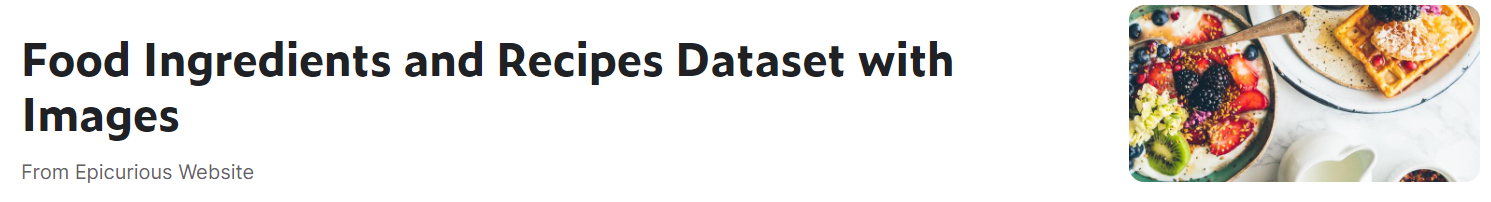 Food Ingredients and Recipes Dataset with
Images
From Epicurious Website